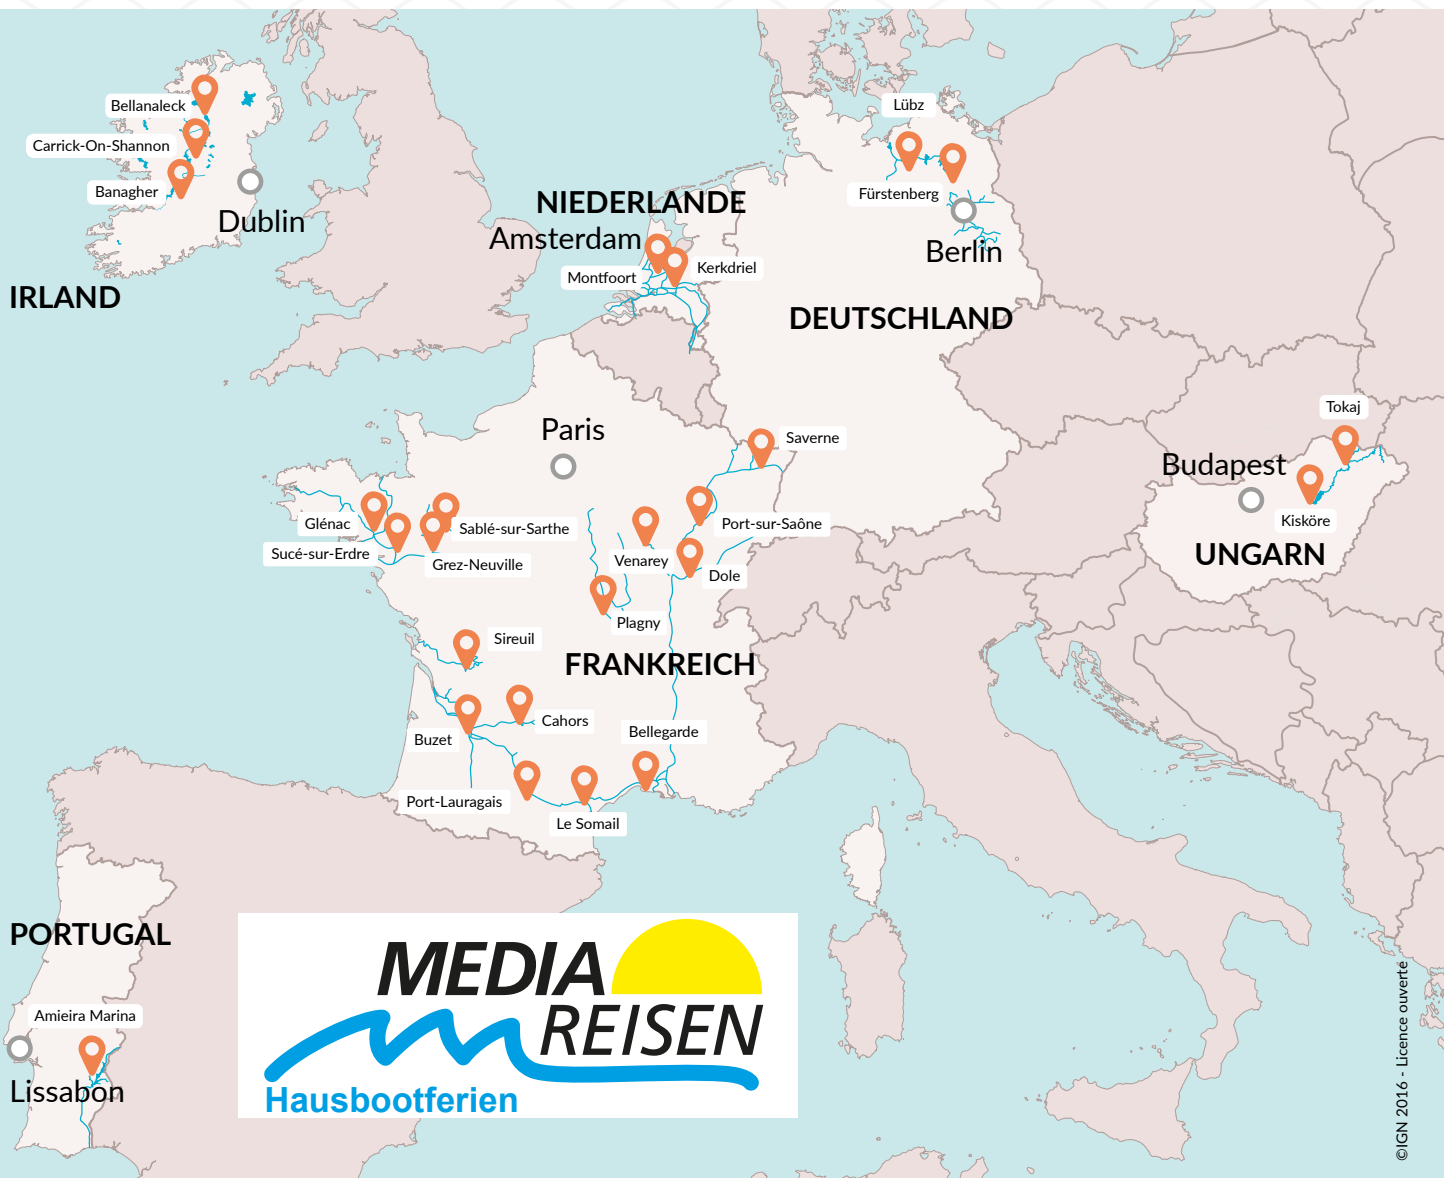 Bellanaleck
Carrick-On-Shannon
Banagher
Dublin
IRLAND
Lübz
Fürstenberg
Berlin
NIEDERLANDE
Amsterdam
Montfoort
Kerkdriel
DEUTSCHLAND
Tokaj
Budapest
Kisköre
UNGARN
Paris
Saverne
Glénac
Sablé-sur-Sarthe
Sucé-sur-Erdre
Grez-Neuville
Port-sur-Saône
Venarey
Dole
Plagny
Sireuil
FRANKREICH
Cahors
Buzet
Bellegarde
Port-Lauragais
Le Somail
PORTUGAL
Amieira Marina
Lissabon
MEDIA
REISEN
Hausbootferien
©IGN 2016 - Licence ouverte